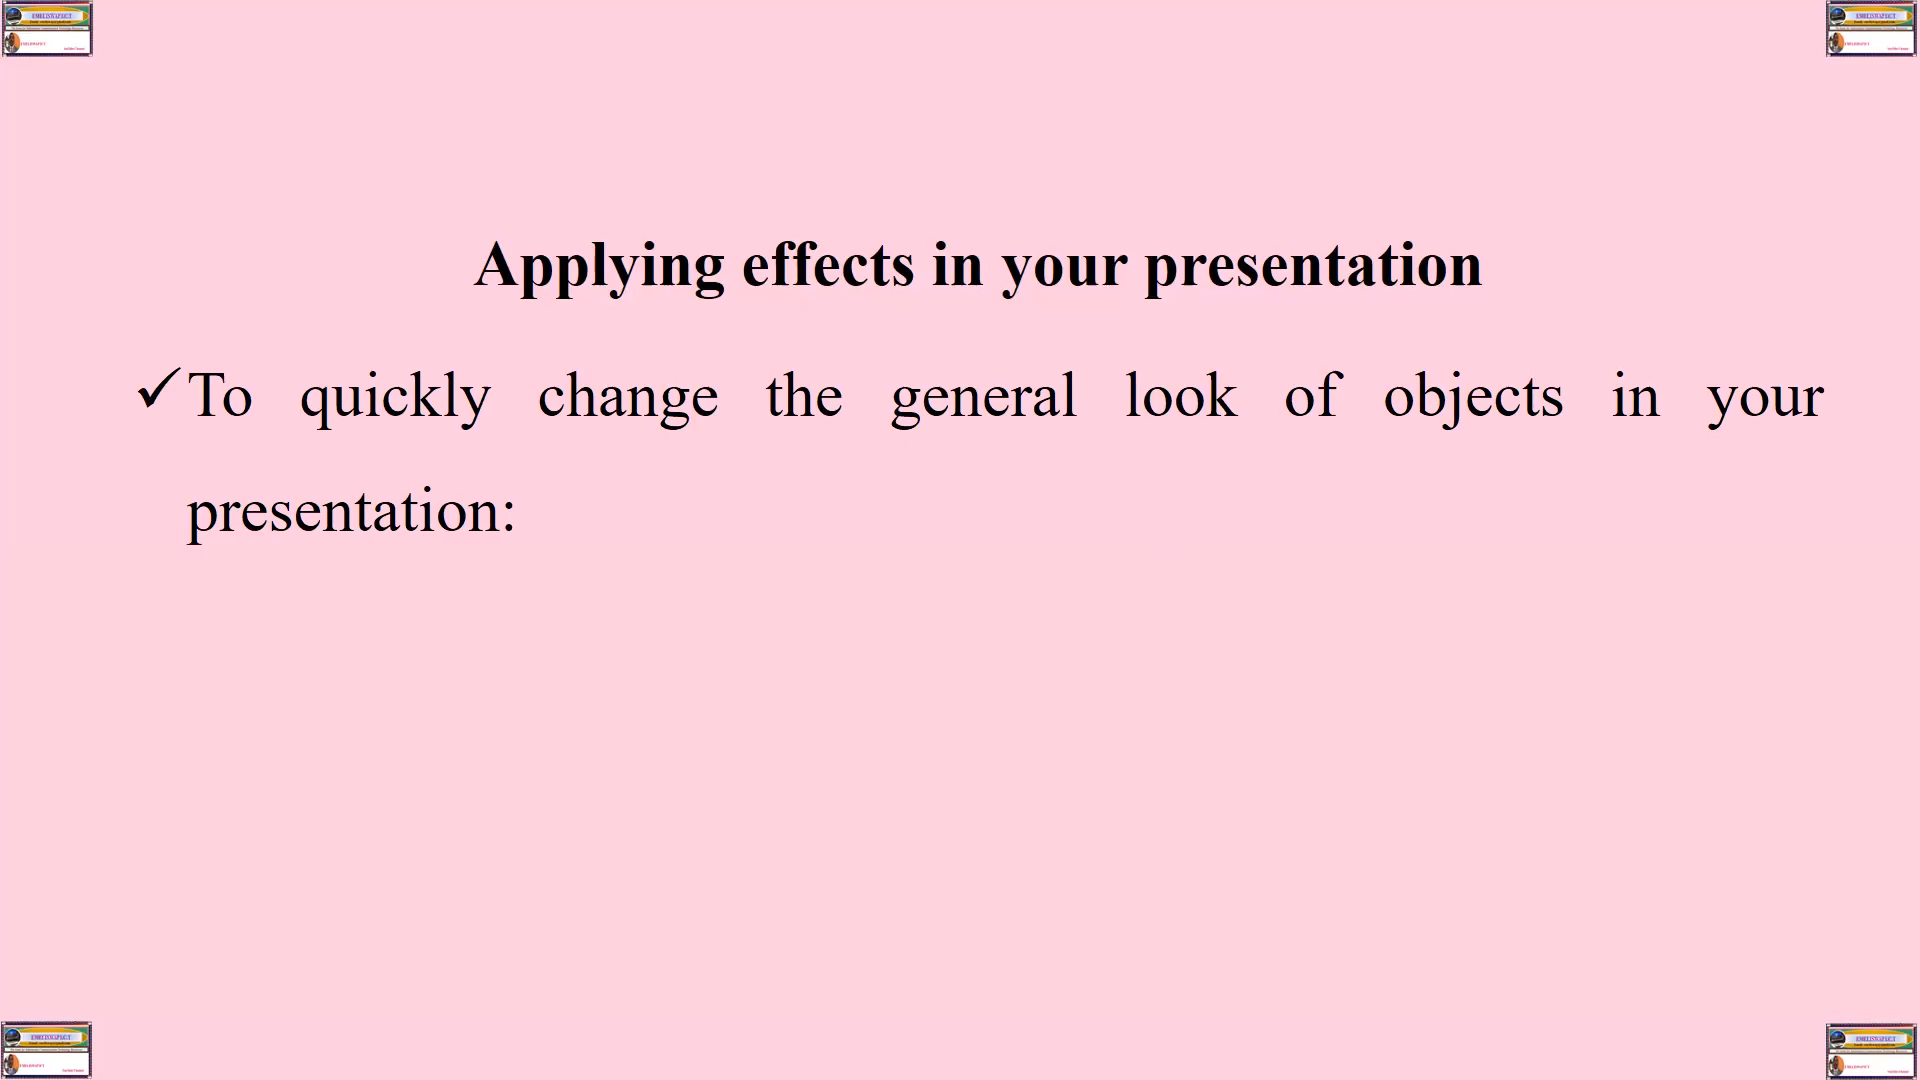 Applying effects in your presentation
✓To quickly change the general look of objects in your
presentation: